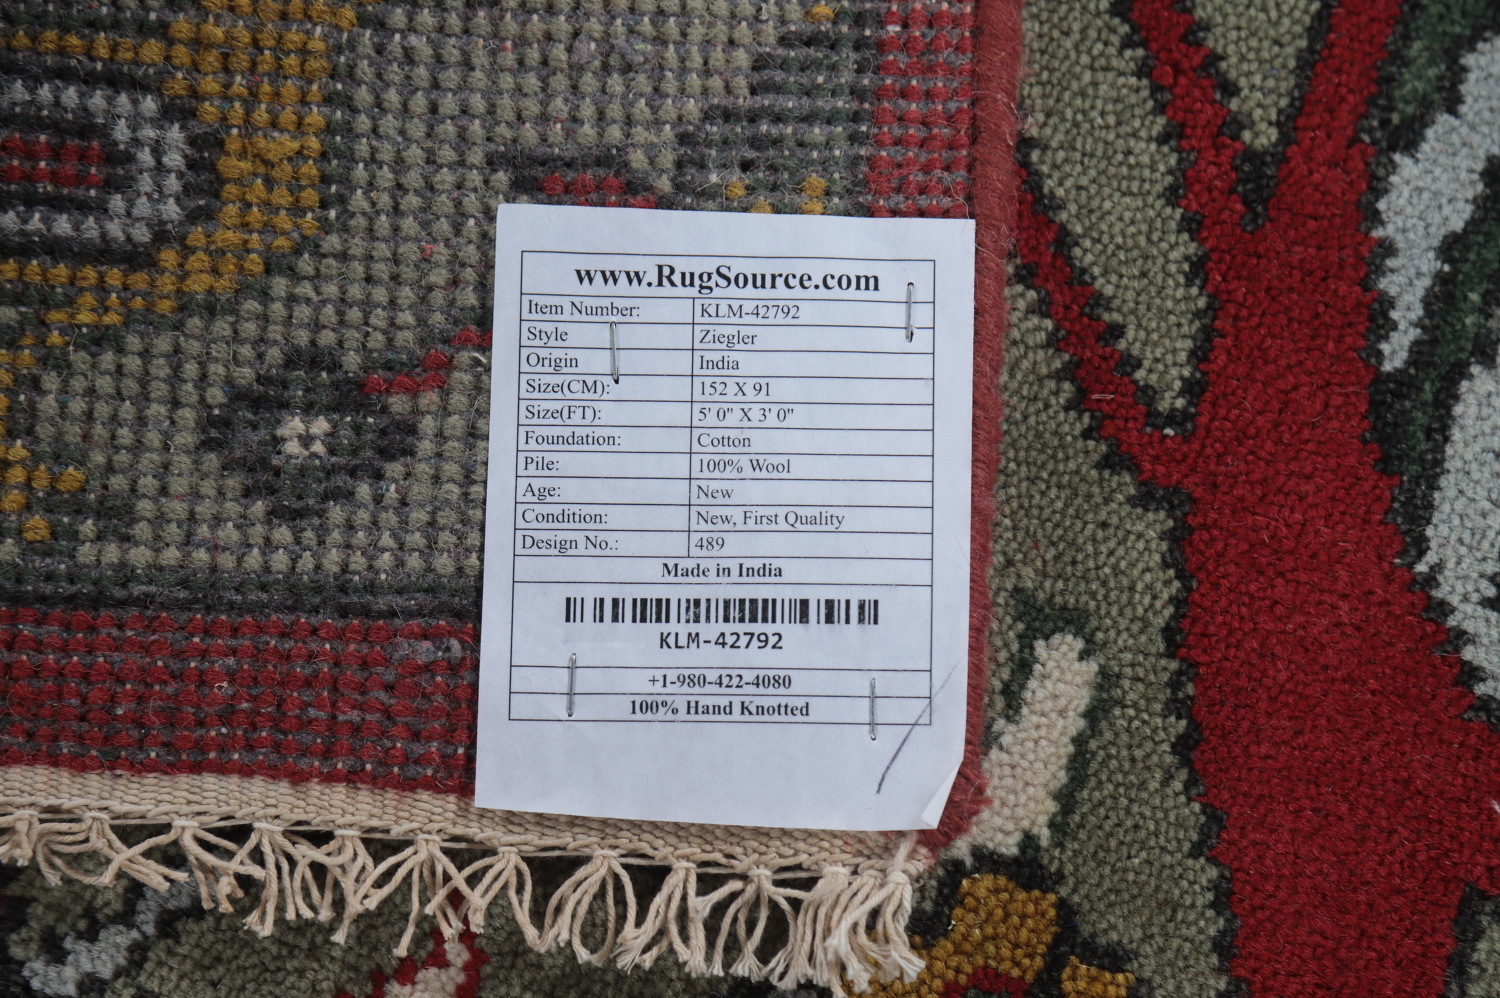 www.RugSource.com
Item Number: KLM-42792
Style Ziegler
Origin India
Size(CM): 152 X 91
Size(FT): 5' 0" X 3' 0"
Foundation: Cotton
Pile: 100% Wool
Age: New
Condition: New, First Quality
Design No.: 489
Made in India
KLM-42792
+1-980-422-4080
100% Hand Knotted